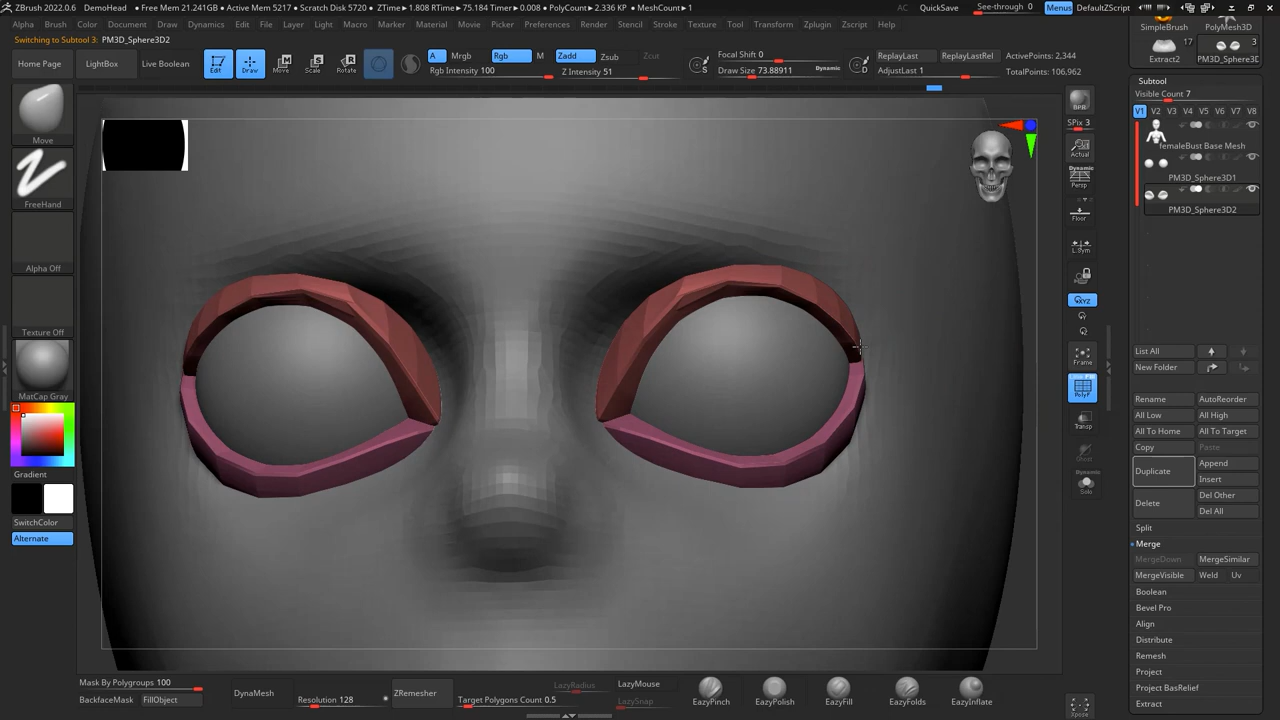 ZBrush 2022.0.6 DemoHead • Free Mem 21.241GB • Active Mem 5217 • Scratch Disk 5720 • ZTime▸1.808 RTime▸75.184 Timer▸0.008 • PolyCount▸2.336 KP • MeshCount▸1 AC QuickSave See-through 0 Menus DefaultZScript
Alpha Brush Color Document Draw Dynamics Edit File Layer Light Macro Marker Material Movie Picker Preferences Render Stencil Stroke Texture Tool Transform Zplugin Zscript Help
Switching to Subtool 3: PM3D_Sphere3D2
Home Page LightBox Live Boolean Edit Draw Move Scale Rotate
A Mrgb Rgb M Zadd Zsub Zcut
Rgb Intensity 100 Z Intensity 51
Focal Shift 0
Draw Size 73.88911 Dynamic
S D
ReplayLast ReplayLastRel
AdjustLast 1
ActivePoints: 2,344
TotalPoints: 106,962
SimpleBrush PolyMesh3D
17 3
Extract2 PM3D_Sphere3D
Move
FreeHand
Alpha Off
Texture Off
MatCap Gray
Gradient
SwitchColor
Alternate
BPR
SPix 3
Actual
Dynamic
Persp
Floor
L.Sym
XYZ
Frame
PolyF
Transp
Ghost
Dynamic
Solo
Xpose
Subtool
Visible Count 7
V1 V2 V3 V4 V5 V6 V7 V8
femaleBust Base Mesh
PM3D_Sphere3D1
PM3D_Sphere3D2
List All
New Folder
Rename AutoReorder
All Low All High
All To Home All To Target
Copy Paste
Duplicate Append
Insert
Delete Del Other
Del All
Split
Merge
MergeDown MergeSimilar
MergeVisible Weld Uv
Boolean
Bevel Pro
Align
Distribute
Remesh
Project
Project BasRelief
Extract
Mask By Polygroups 100
BackfaceMask FillObject
DynaMesh
Resolution 128
ZRemesher
LazyRadius LazyMouse
Target Polygons Count 0.5 LazySnap
EazyPinch EazyPolish EazyFill EazyFolds EazyInflate